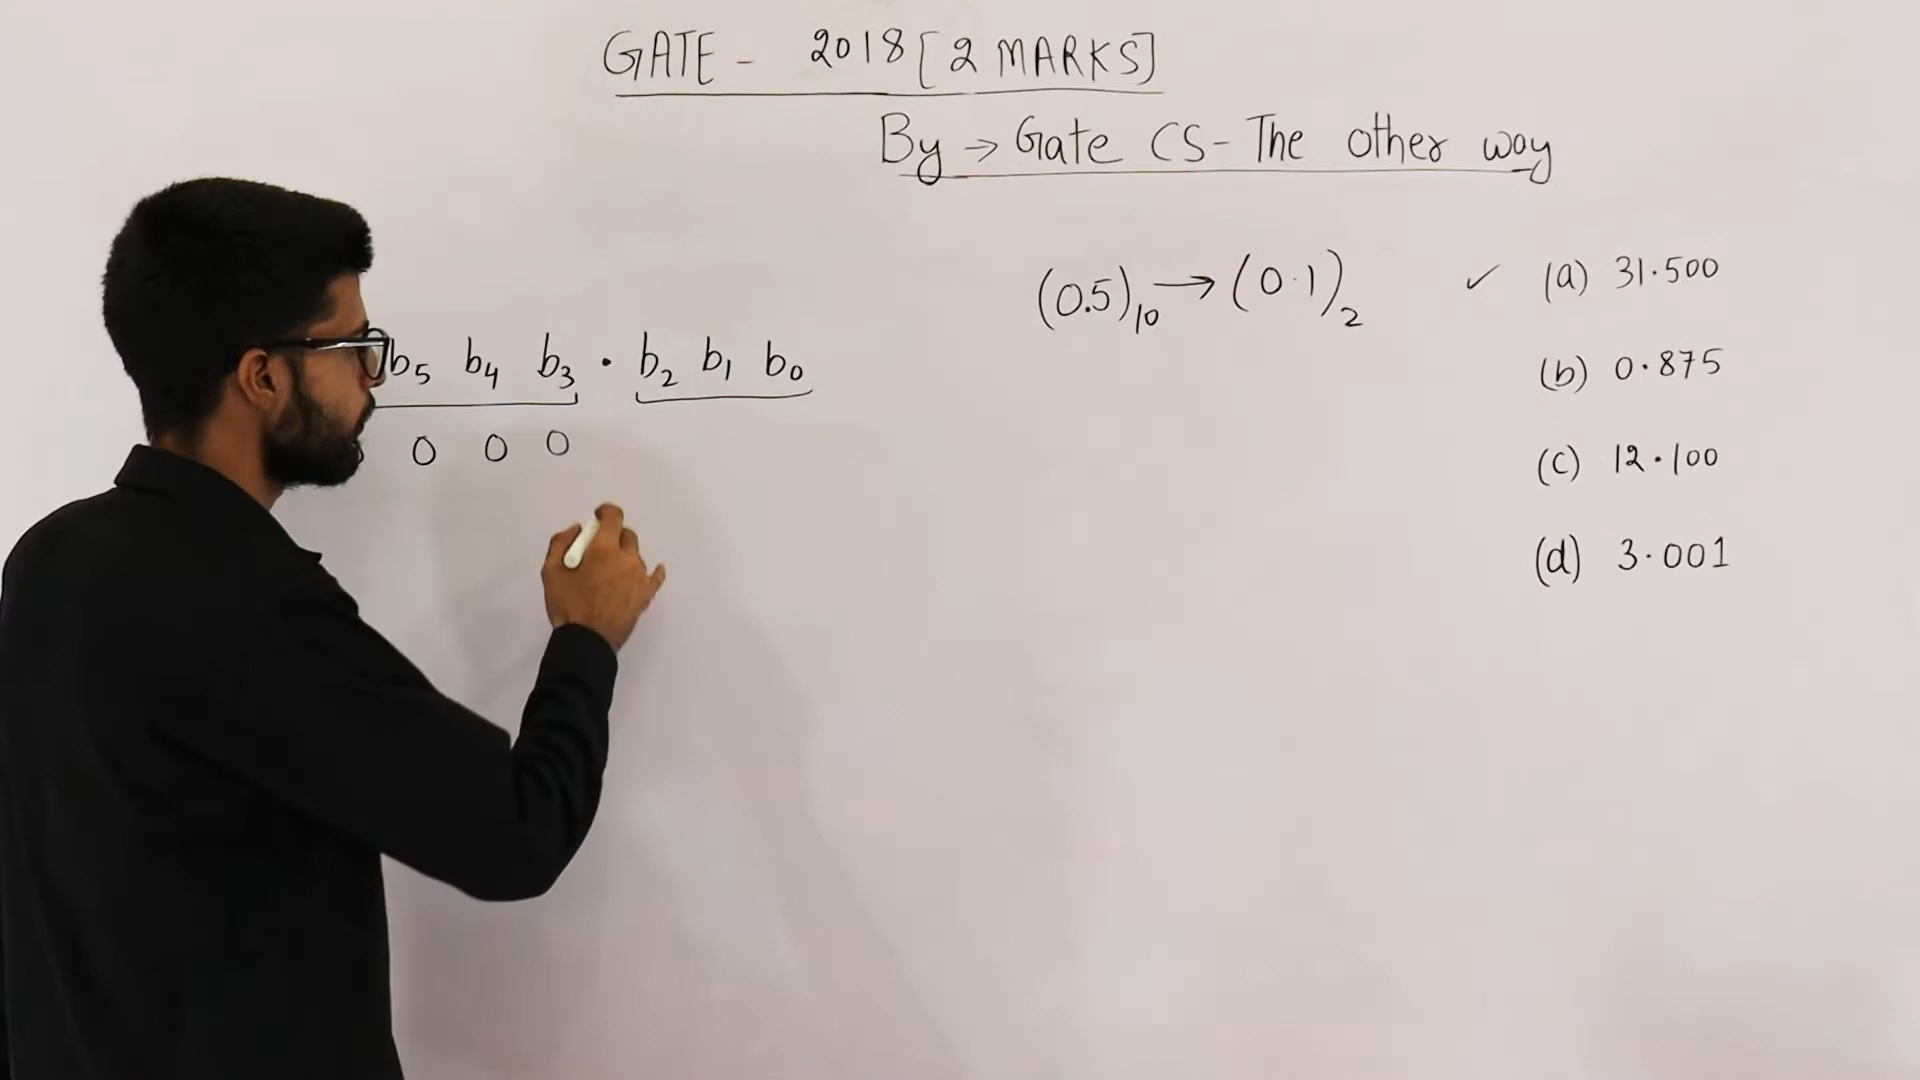 GATE - 2018 [2 MARKS]
By → Gate CS - The other way
(0.5)₁₀ → (0.1)₂
✓ (a) 31.500
(b) 0.875
(c) 12.100
(d) 3.001
b₅ b₄ b₃ . b₂ b₁ b₀
0 0 0